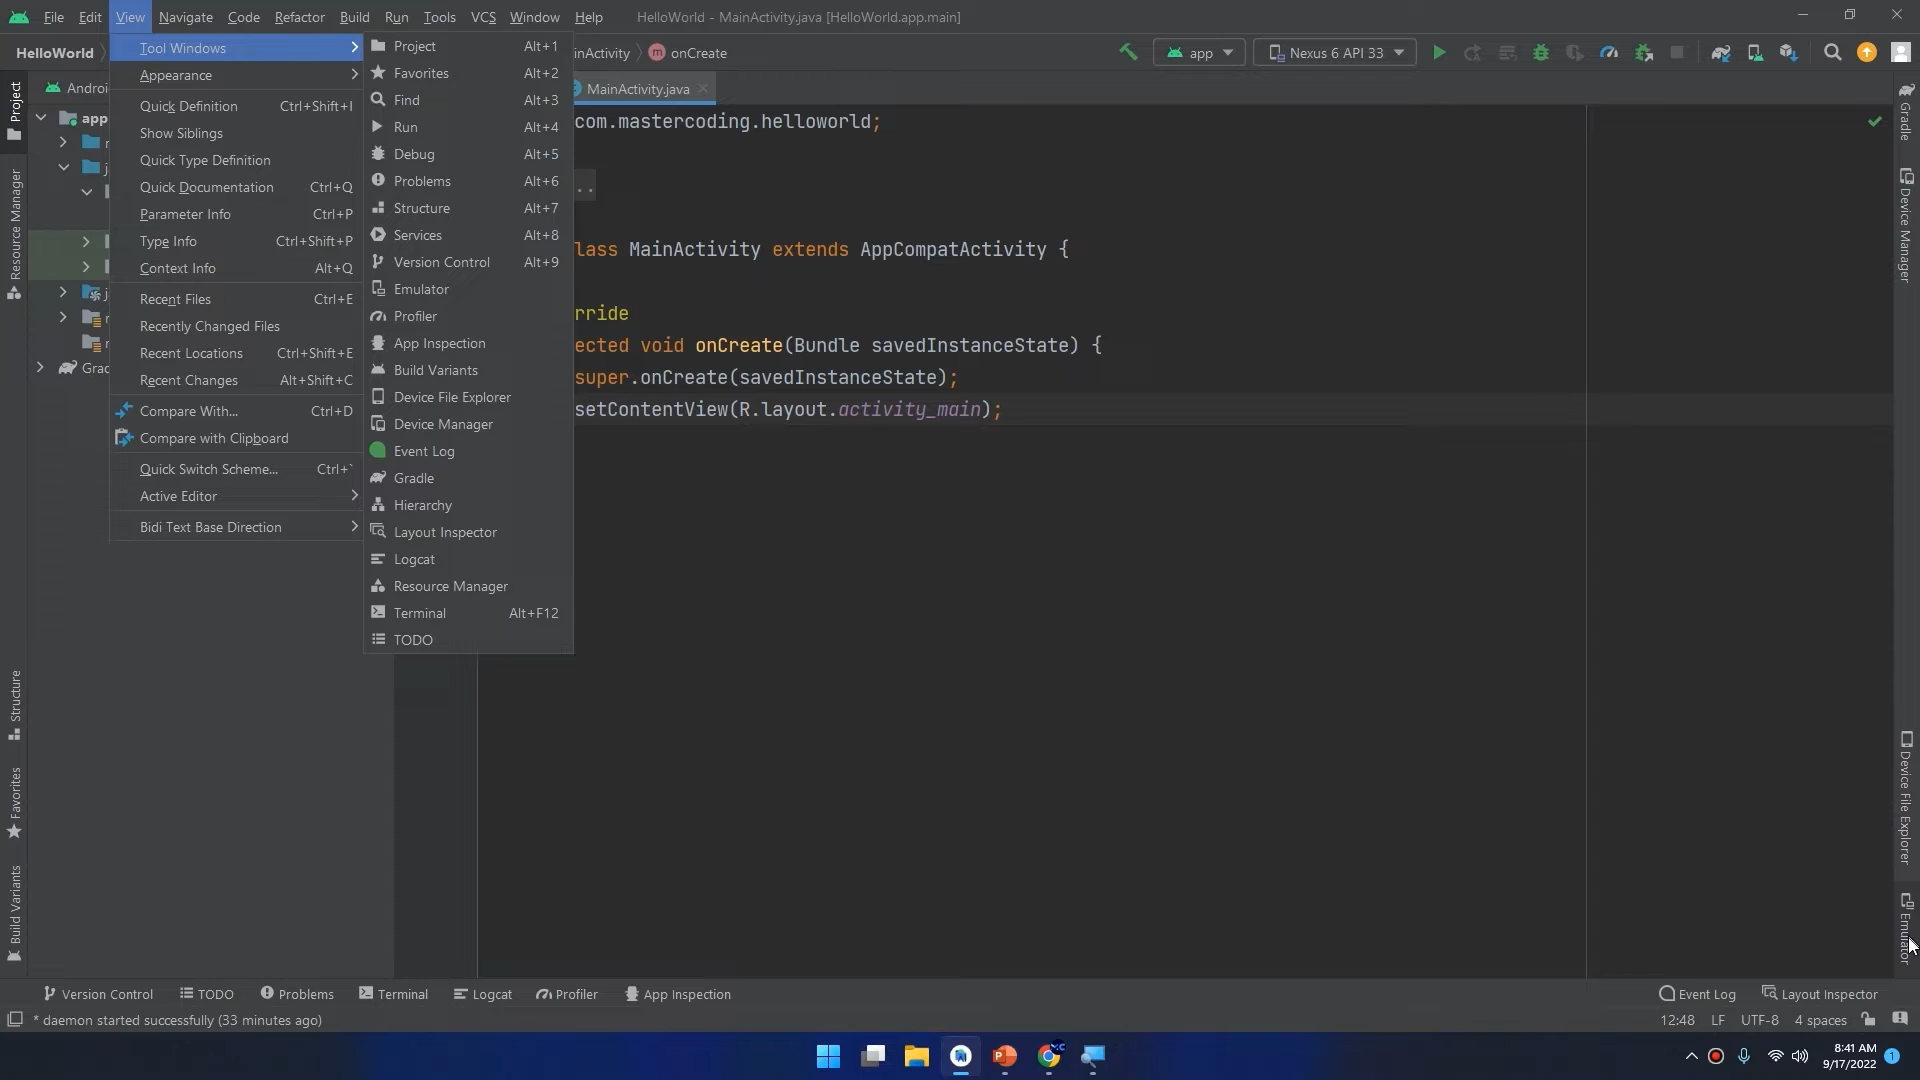 File Edit View Navigate Code Refactor Build Run Tools VCS Window Help HelloWorld - MainActivity.java [HelloWorld.app.main]
HelloWorld
inActivity
onCreate
app
Nexus 6 API 33
Tool Windows
Appearance
Quick Definition Ctrl+Shift+I
Show Siblings
Quick Type Definition
Quick Documentation Ctrl+Q
Parameter Info Ctrl+P
Type Info Ctrl+Shift+P
Context Info Alt+Q
Recent Files Ctrl+E
Recently Changed Files
Recent Locations Ctrl+Shift+E
Recent Changes Alt+Shift+C
Compare With... Ctrl+D
Compare with Clipboard
Quick Switch Scheme... Ctrl+`
Active Editor
Bidi Text Base Direction
Project Alt+1
Favorites Alt+2
Find Alt+3
Run Alt+4
Debug Alt+5
Problems Alt+6
Structure Alt+7
Services Alt+8
Version Control Alt+9
Emulator
Profiler
App Inspection
Build Variants
Device File Explorer
Device Manager
Event Log
Gradle
Hierarchy
Layout Inspector
Logcat
Resource Manager
Terminal Alt+F12
TODO
Androi
app
j
j
Grad
Project
Resource Manager
Structure
Favorites
Build Variants
MainActivity.java
com.mastercoding.helloworld;
..
lass MainActivity extends AppCompatActivity {
rride
ected void onCreate(Bundle savedInstanceState) {
super.onCreate(savedInstanceState);
setContentView(R.layout.activity_main);
Gradle
Device Manager
Device File Explorer
Emulator
Version Control TODO Problems Terminal Logcat Profiler App Inspection Event Log Layout Inspector
* daemon started successfully (33 minutes ago) 12:48 LF UTF-8 4 spaces
8:41 AM
9/17/2022
1